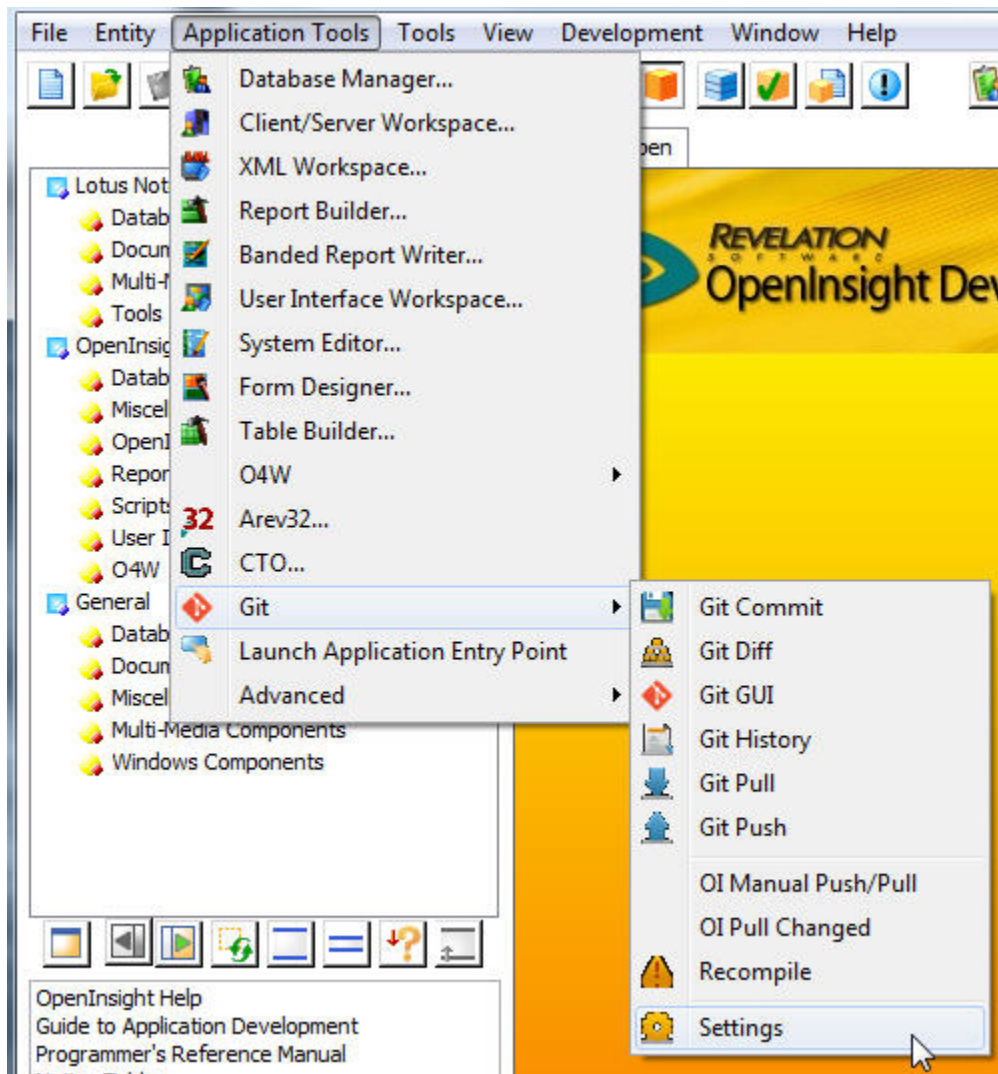 File Entity Application Tools Tools View Development Window Help
Database Manager...
Client/Server Workspace...
XML Workspace...
Report Builder...
Banded Report Writer...
User Interface Workspace...
System Editor...
Form Designer...
Table Builder...
O4W
32 Arev32...
CTO...
Git
Launch Application Entry Point
Advanced
Git Commit
Git Diff
Git GUI
Git History
Git Pull
Git Push
OI Manual Push/Pull
OI Pull Changed
Recompile
Settings
Lotus Not
Datab
Docum
Multi-
Tools
OpenInsig
Datab
Miscel
OpenI
Repor
Scripts
User I
O4W
General
Datab
Docum
Miscel
Multi-Media Components
Windows Components
REVELATION
SOFTWARE
OpenInsight Dev
OpenInsight Help
Guide to Application Development
Programmer's Reference Manual